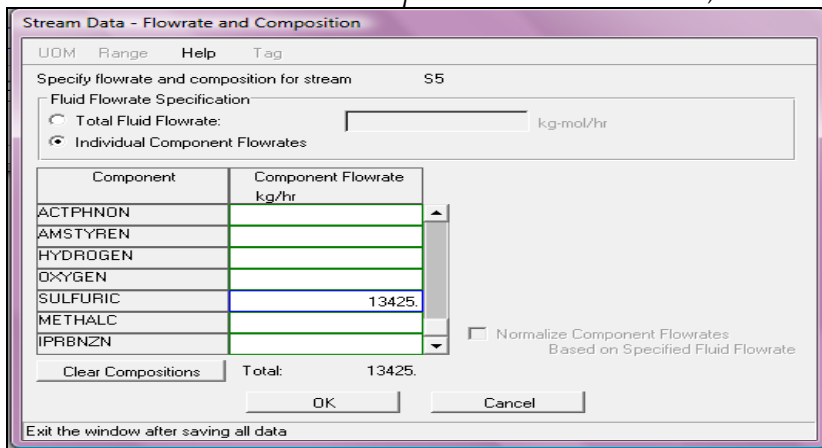 Stream Data - Flowrate and Composition
UOM Range Help Tag
Specify flowrate and composition for stream S5
Fluid Flowrate Specification
Total Fluid Flowrate: kg-mol/hr
Individual Component Flowrates
Component Component Flowrate
kg/hr
ACTPHNON
AMSTYREN
HYDROGEN
OXYGEN
SULFURIC 13425.
METHALC
IPRBNZN
Normalize Component Flowrates
Based on Specified Fluid Flowrate
Clear Compositions Total: 13425.
OK Cancel
Exit the window after saving all data